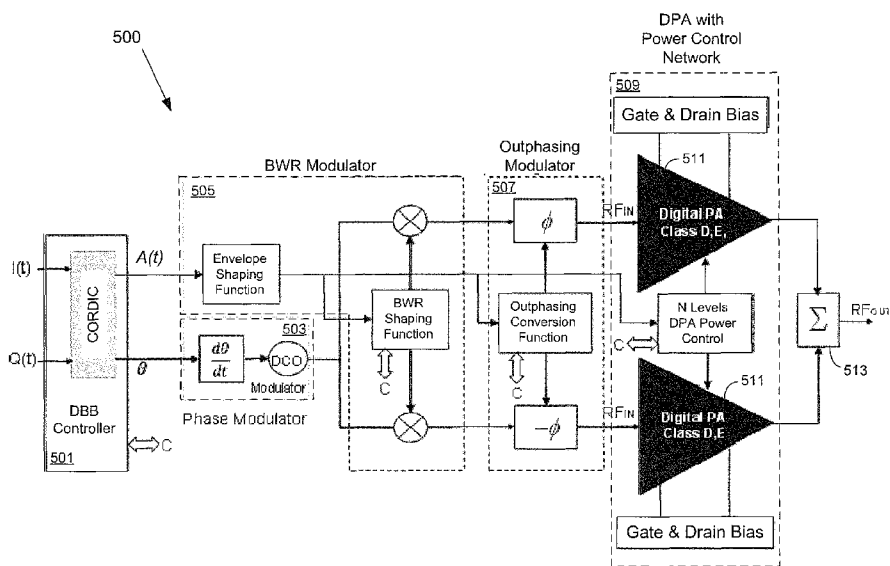 500
DPA with
Power Control
Network
509
Gate & Drain Bias
511
Digital PA
Class D,E,
RFIN
Outphasing
Modulator
507
ϕ
BWR Modulator
505
Envelope
Shaping
Function
BWR
Shaping
Function
C
Outphasing
Conversion
Function
C
N Levels
DPA Power
Control
C
Σ
RFOUT
513
I(t)
Q(t)
CORDIC
A(t)
θ
DBB
Controller
501
C
503
dθ
dt
DCO
Modulator
Phase Modulator
-ϕ
RFIN
511
Digital PA
Class D,E
Gate & Drain Bias